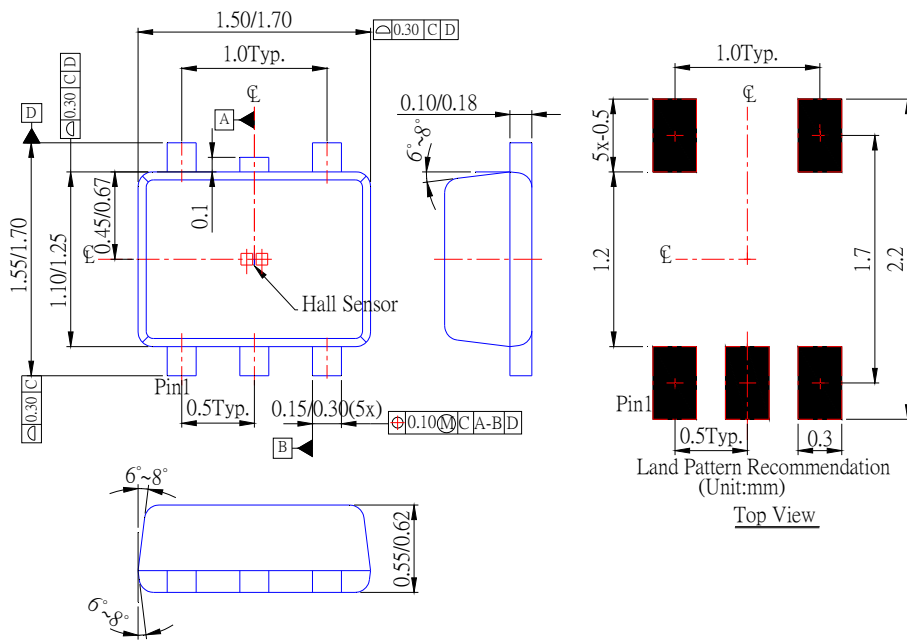 1.50/1.70
⌓ 0.30 C D
1.0Typ.
1.0Typ.
℄
℄
⌓ 0.30 C D
D
A
0.10/0.18
6°~8°
5x-0.5
0.45/0.67
0.1
1.55/1.70
1.10/1.25
℄
Hall Sensor
℄
1.2
1.7
2.2
⌓ 0.30 C
Pin1
0.5Typ.
0.15/0.30(5x)
⌖ 0.10 Ⓜ C A-B D
B
Pin1
0.5Typ.
0.3
Land Pattern Recommendation
(Unit:mm)
Top View
6°~8°
0.55/0.62
6°~8°